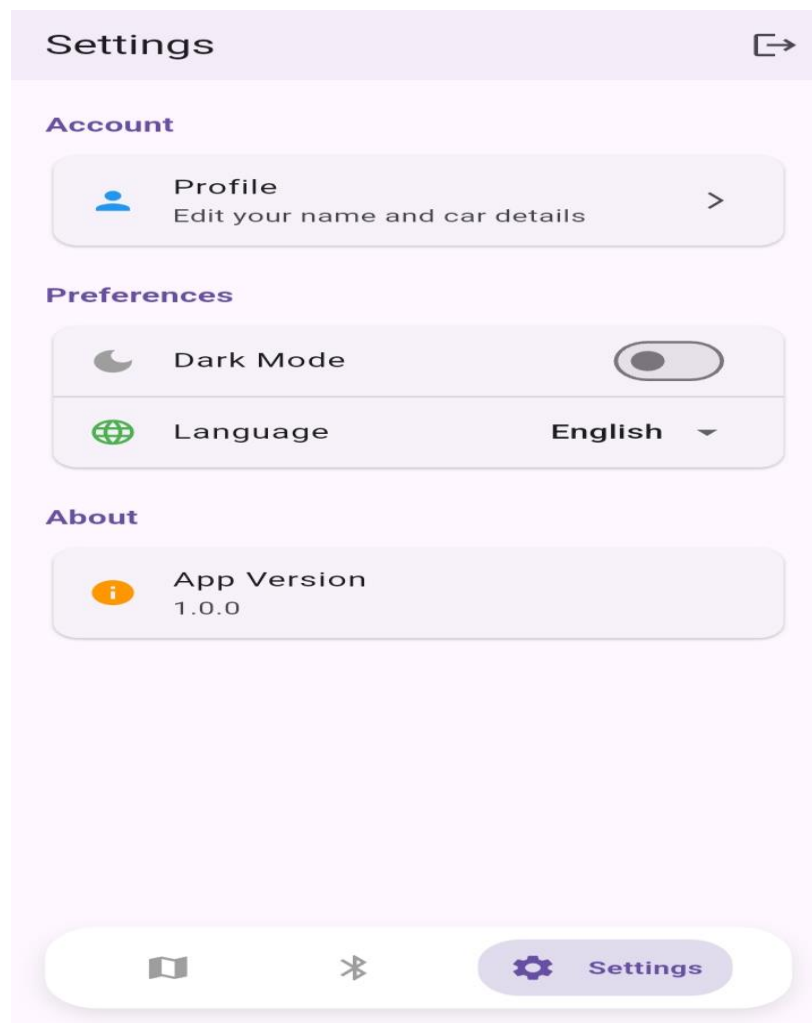 Settings
Account
Profile
Edit your name and car details
Preferences
Dark Mode
Language English
About
App Version
1.0.0
Settings